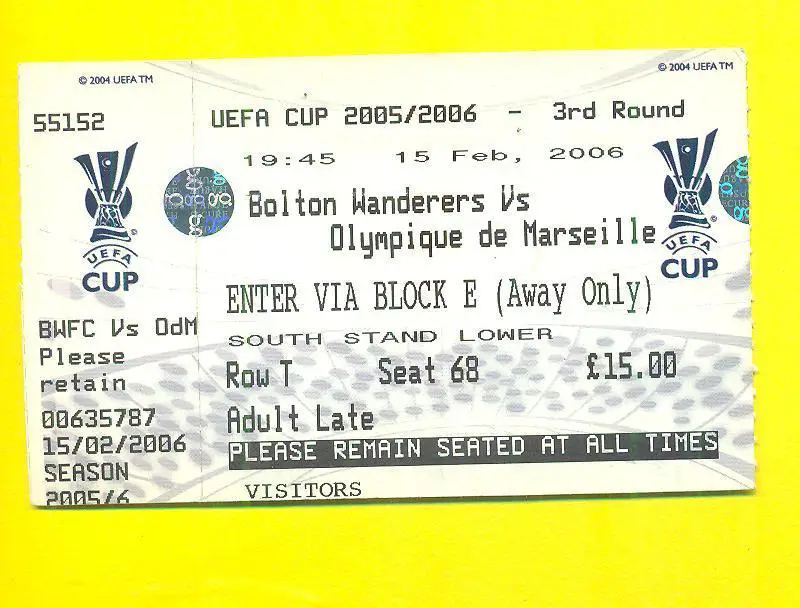 © 2004 UEFA TM
55152
UEFA
CUP
BWFC Vs OdM
Please
retain
00635787
15/02/2006
SEASON
2005/6
© 2004 UEFA TM
UEFA CUP 2005/2006 - 3rd Round
19:45 15 Feb, 2006
Bolton Wanderers Vs
Olympique de Marseille
UEFA
CUP
ENTER VIA BLOCK E (Away Only)
SOUTH STAND LOWER
Row T Seat 68 £15.00
Adult Late
PLEASE REMAIN SEATED AT ALL TIMES
VISITORS